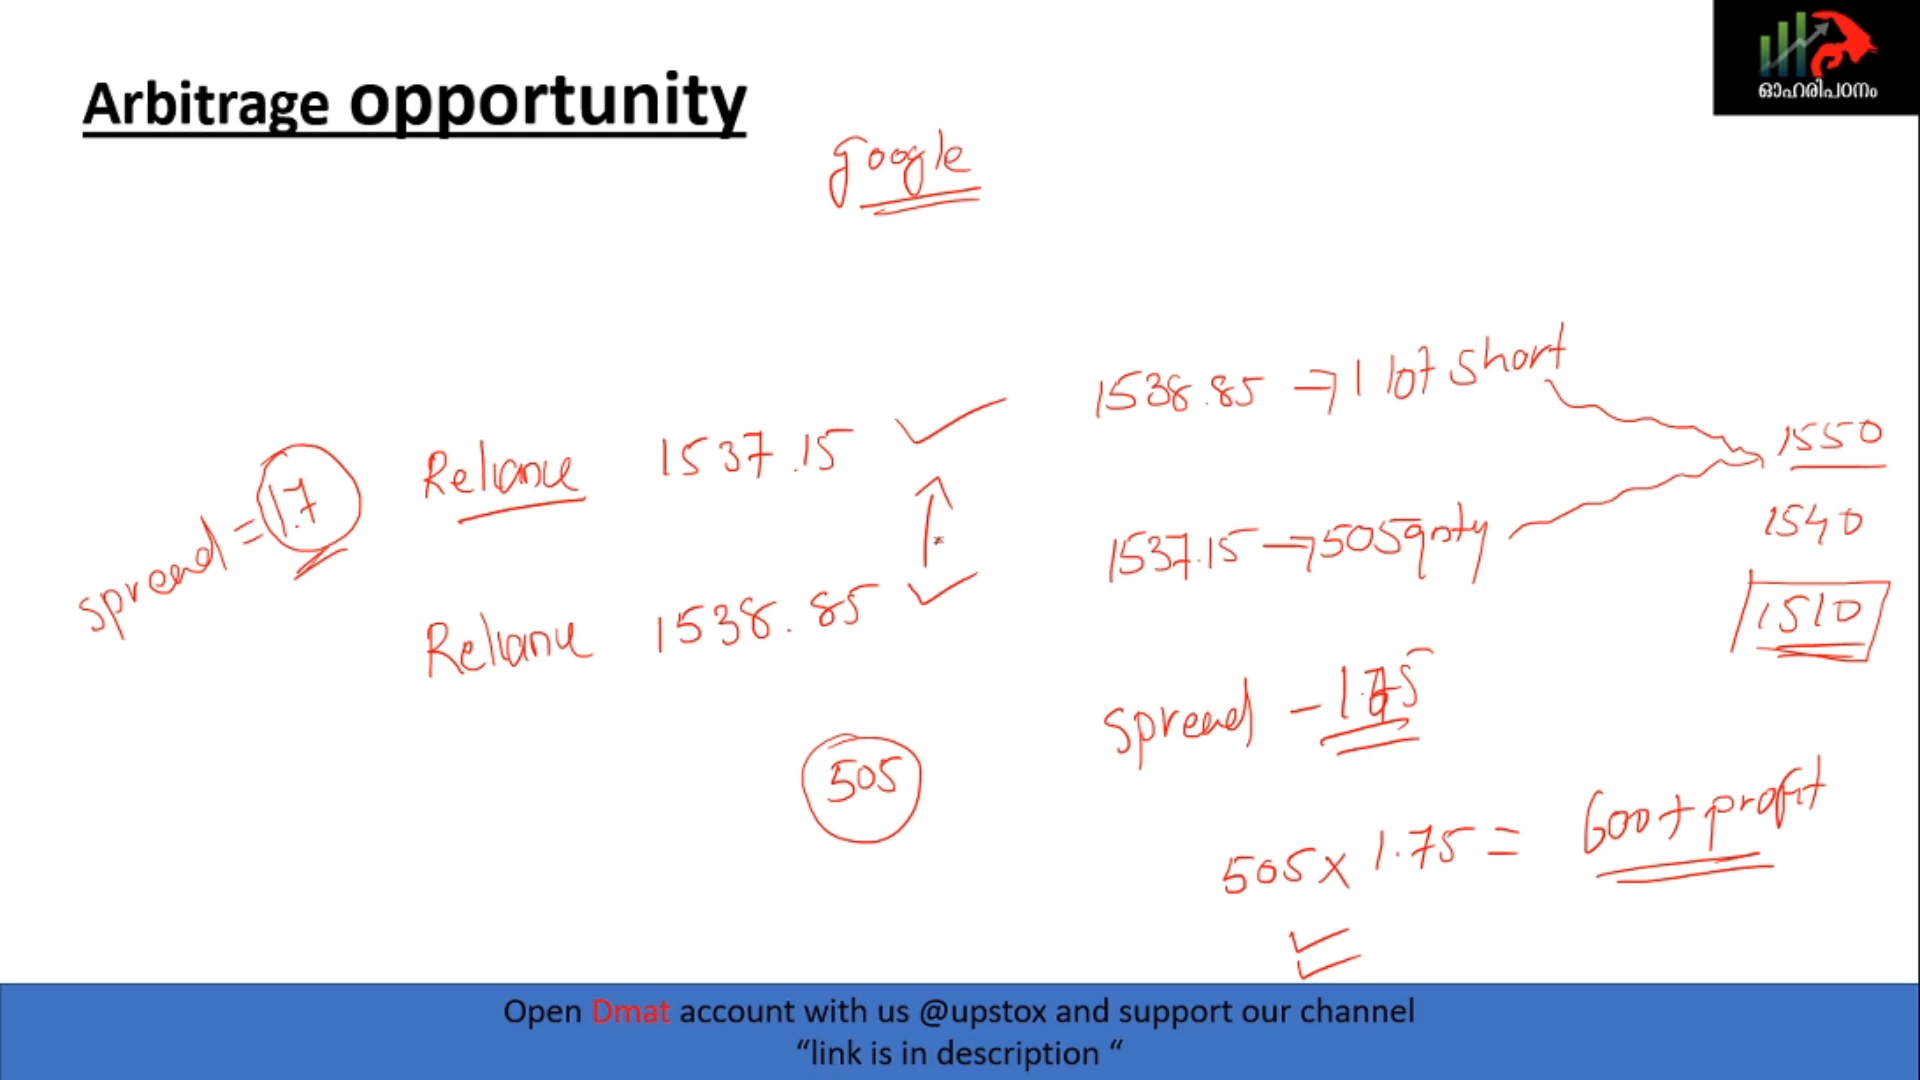 Arbitrage opportunity
ഓഹരിപഠനം
google
Reliance 1537.15
spread = 1.7
Reliance 1538.85
505
1538.85 → 1 lot short
1537.15 → 505 qnty
1550
1540
1510
spread - 1.75
505 x 1.75 = 600+ profit
Open Dmat account with us @upstox and support our channel
“link is in description “